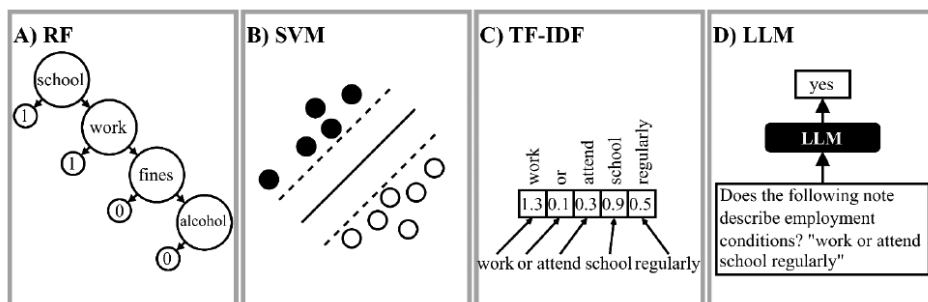 A) RF
school
1
work
1
fines
0
alcohol
0
B) SVM
C) TF-IDF
work
or
attend
school
regularly
1.3 0.1 0.3 0.9 0.5
work or attend school regularly
D) LLM
yes
LLM
Does the following note
describe employment
conditions? "work or attend
school regularly"